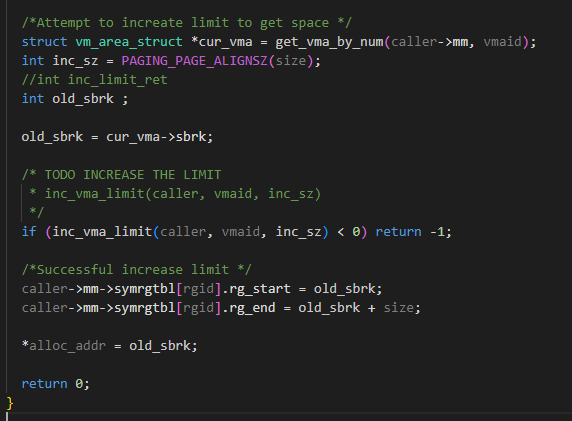 /*Attempt to increate limit to get space */
struct vm_area_struct *cur_vma = get_vma_by_num(caller->mm, vmaid);
int inc_sz = PAGING_PAGE_ALIGNSZ(size);
//int inc_limit_ret
int old_sbrk ;

old_sbrk = cur_vma->sbrk;

/* TODO INCREASE THE LIMIT
 * inc_vma_limit(caller, vmaid, inc_sz)
 */
if (inc_vma_limit(caller, vmaid, inc_sz) < 0) return -1;

/*Successful increase limit */
caller->mm->symrgtbl[rgid].rg_start = old_sbrk;
caller->mm->symrgtbl[rgid].rg_end = old_sbrk + size;

*alloc_addr = old_sbrk;

return 0;
}